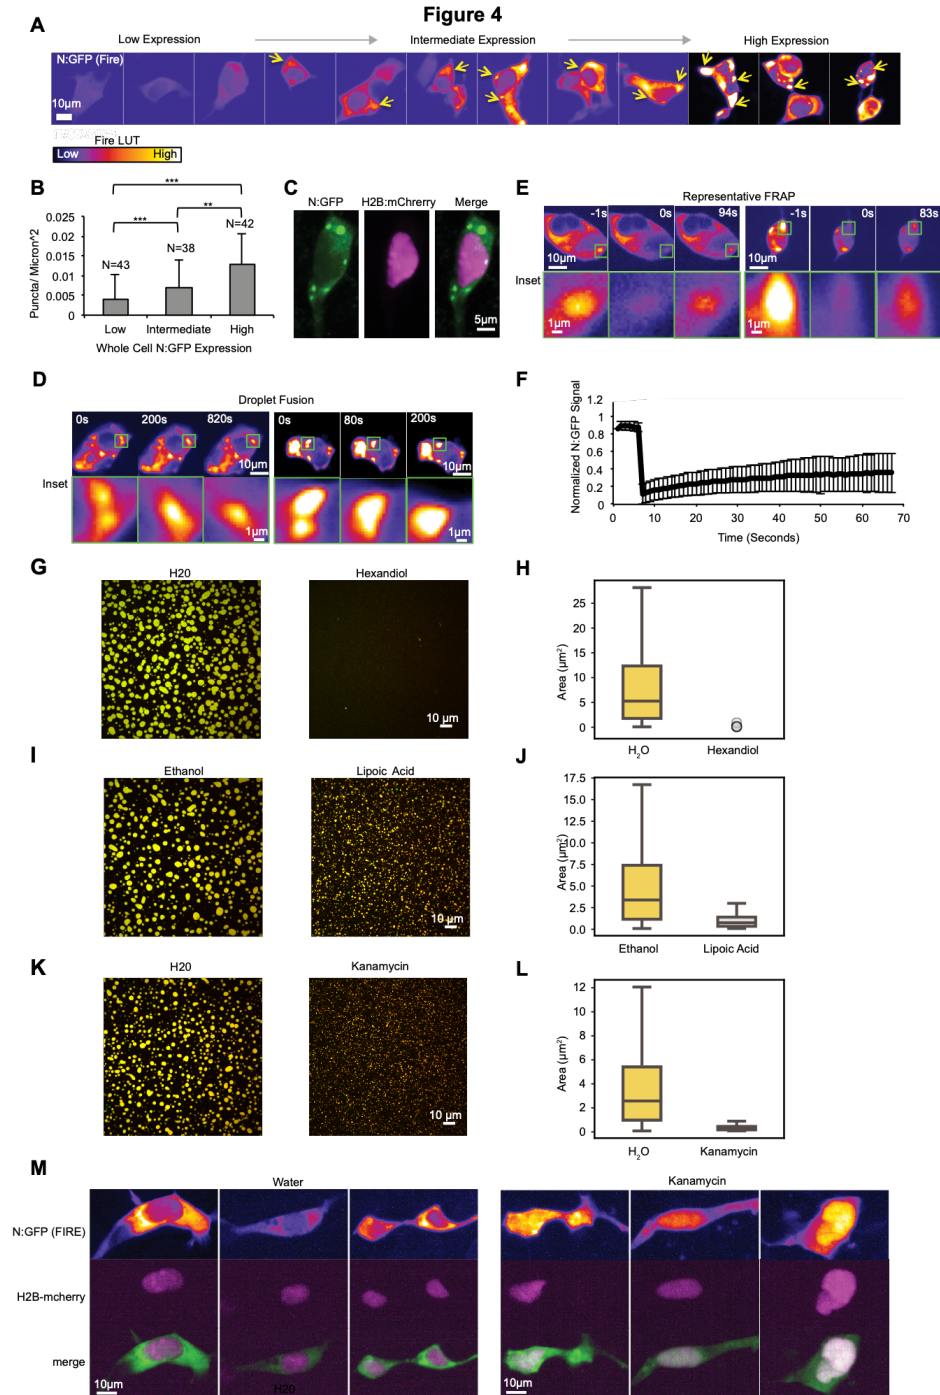 Figure 4
A
Low Expression
Intermediate Expression
High Expression
N:GFP (Fire)
10µm
Fire LUT
Low
High
B
***
***
**
Puncta/ Micron^2
0.025
0.02
0.015
0.01
0.005
0
N=43
N=38
N=42
Low
Intermediate
High
Whole Cell N:GFP Expression
C
N:GFP
H2B:mChrerry
Merge
5µm
E
Representative FRAP
-1s
0s
94s
-1s
0s
83s
10µm
10µm
Inset
1µm
1µm
D
Droplet Fusion
0s
200s
820s
0s
80s
200s
10µm
10µm
Inset
1µm
1µm
F
Normalized N:GFP Signal
1.2
1
0.8
0.6
0.4
0.2
0
0
10
20
30
40
50
60
70
Time (Seconds)
G
H20
Hexandiol
10 µm
H
Area (µm²)
25
20
15
10
5
0
H₂O
Hexandiol
I
Ethanol
Lipoic Acid
10 µm
J
Area (µm²)
17.5
15.0
12.5
10.0
7.5
5.0
2.5
0.0
Ethanol
Lipoic Acid
K
H20
Kanamycin
10 µm
L
Area (µm²)
12
10
8
6
4
2
0
H₂O
Kanamycin
M
Water
Kanamycin
N:GFP (FIRE)
H2B-mcherry
merge
10µm
H20
10µm